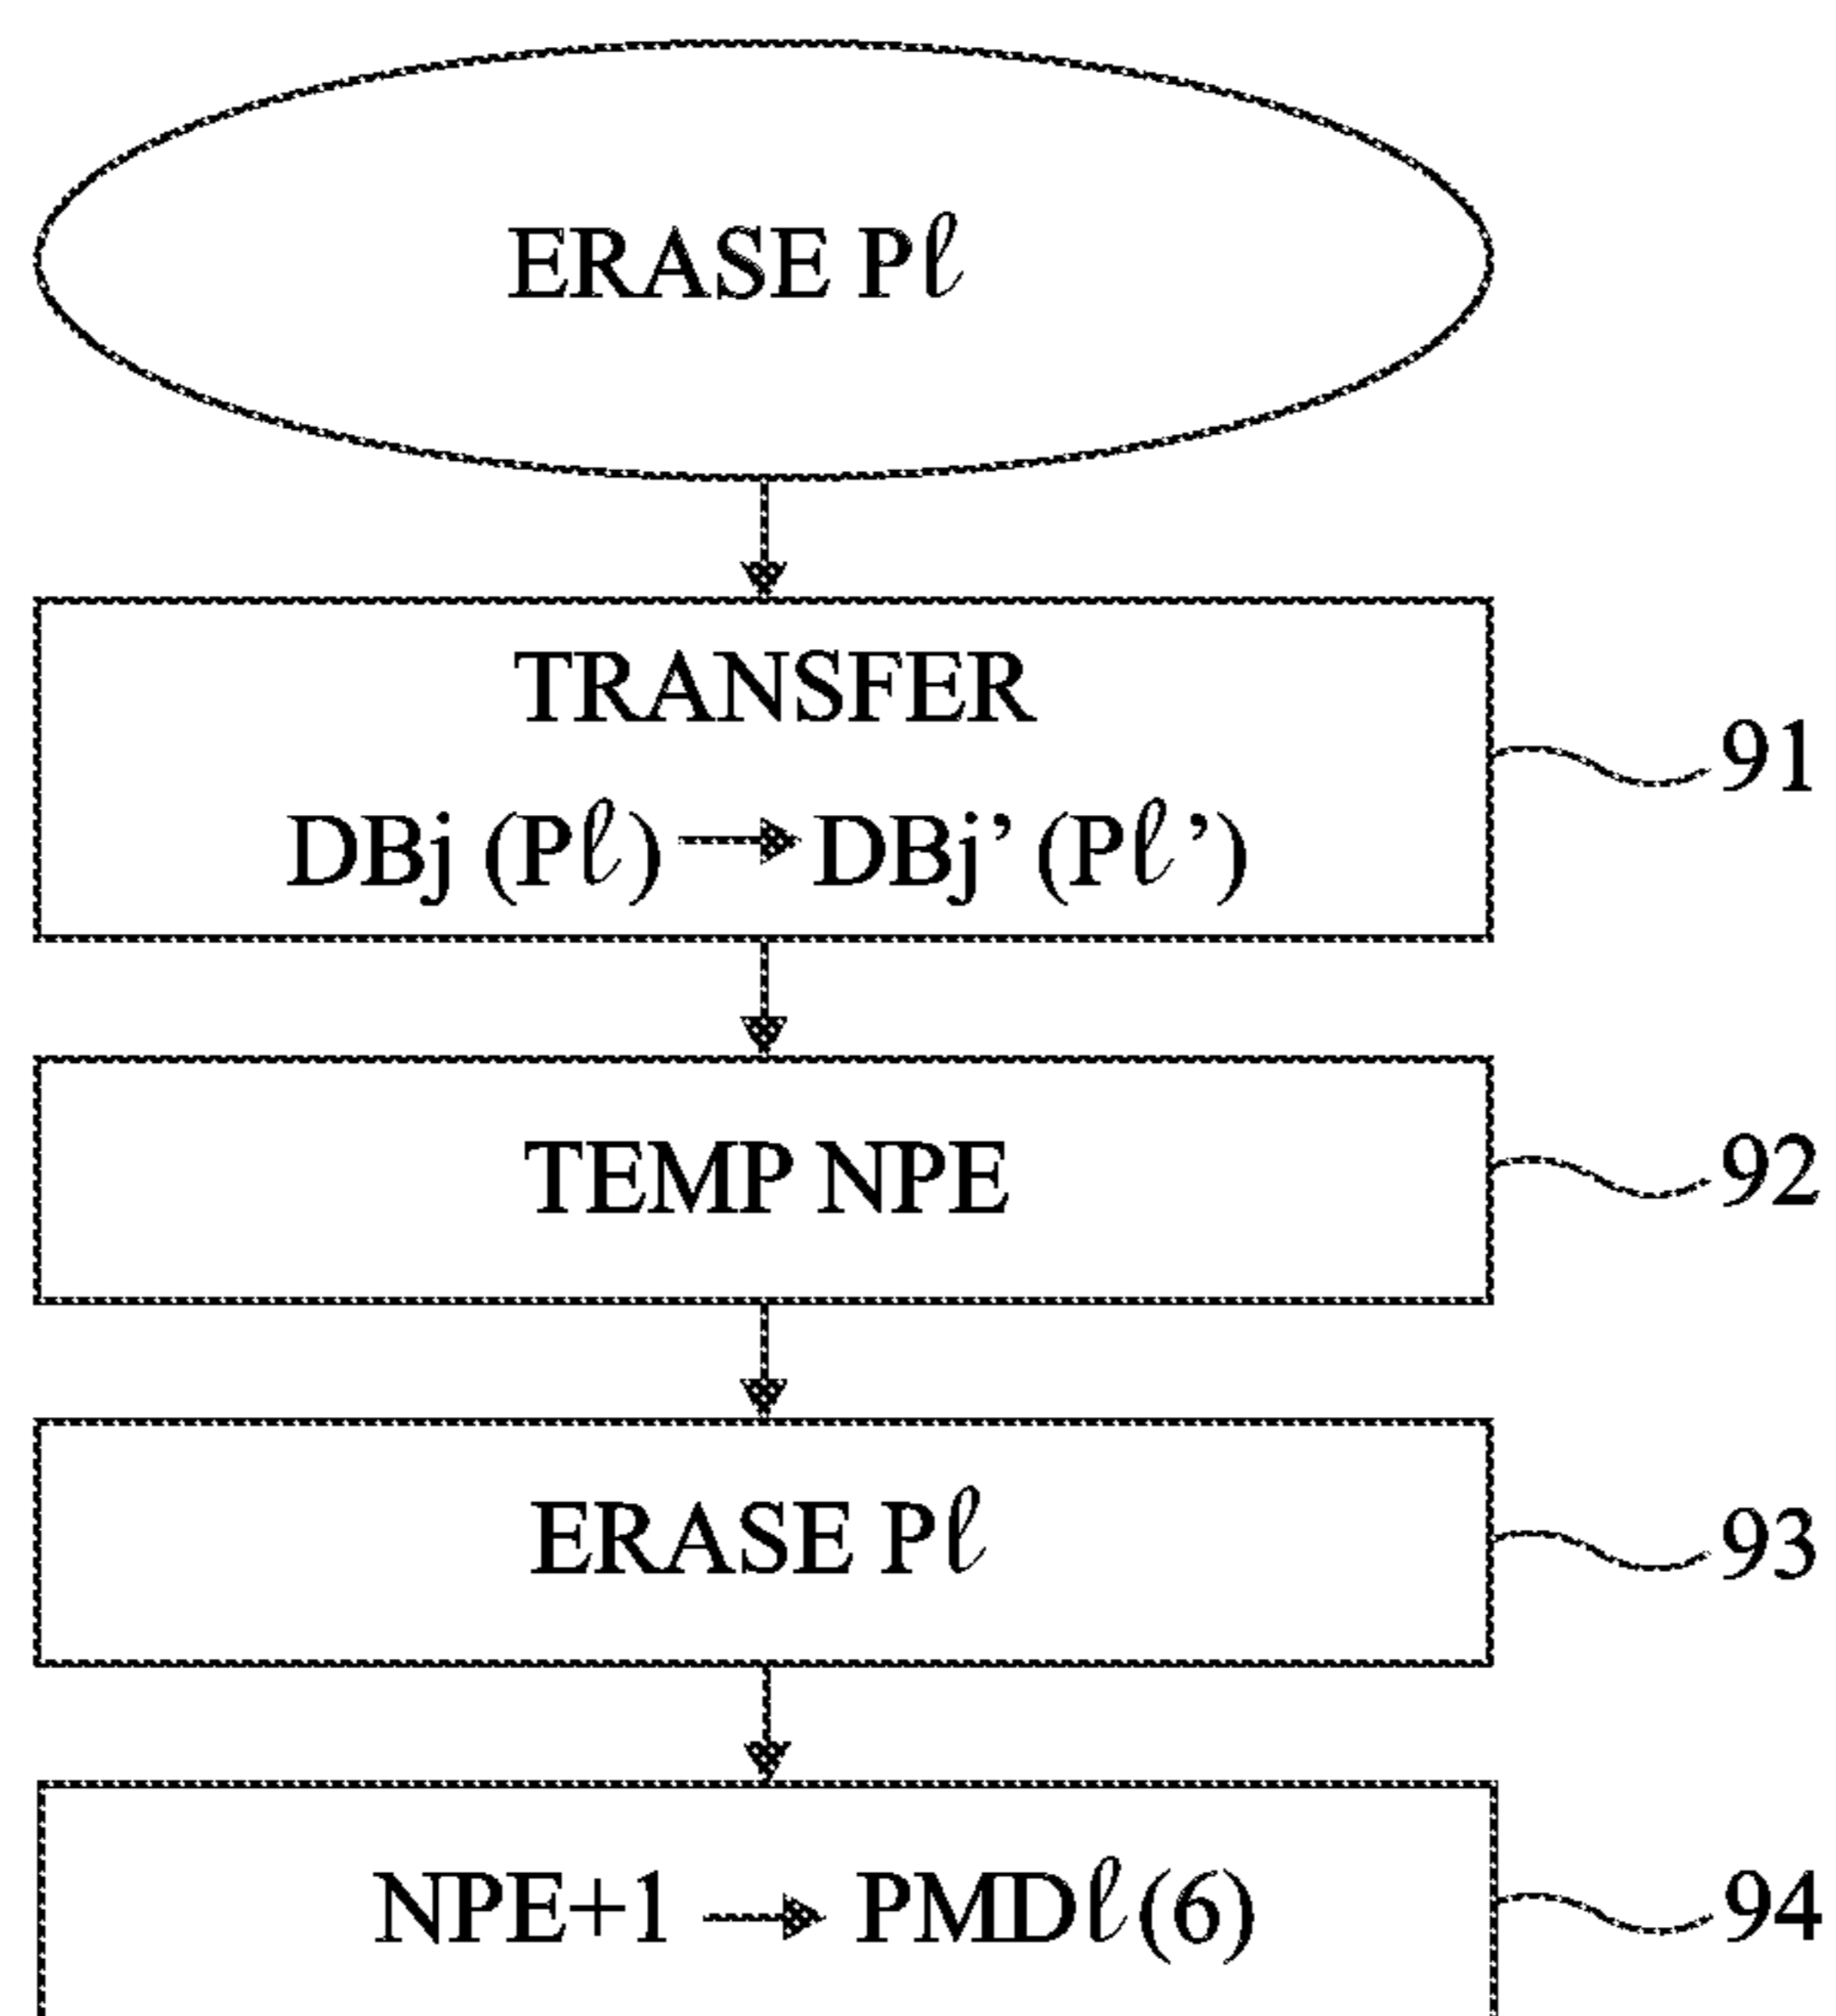 ERASE Pℓ
TRANSFER
DBj (Pℓ) → DBj’ (Pℓ’)
91
TEMP NPE
92
ERASE Pℓ
93
NPE+1 → PMDℓ(6)
94